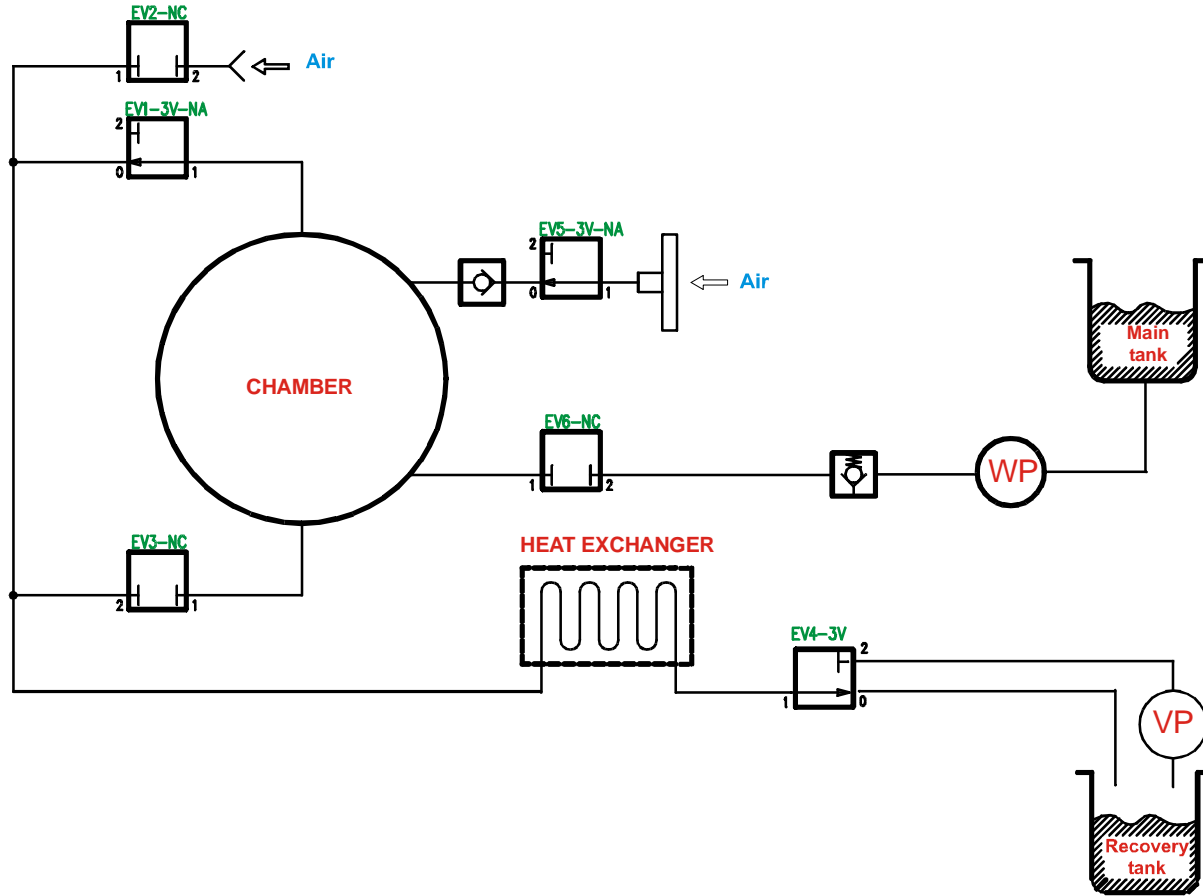 EV2-NC
1
2
Air
EV1-3V-NA
2
0
1
EV5-3V-NA
2
0
1
Air
Main
tank
CHAMBER
EV6-NC
1
2
WP
EV3-NC
2
1
HEAT EXCHANGER
EV4-3V
2
1
0
VP
Recovery
tank